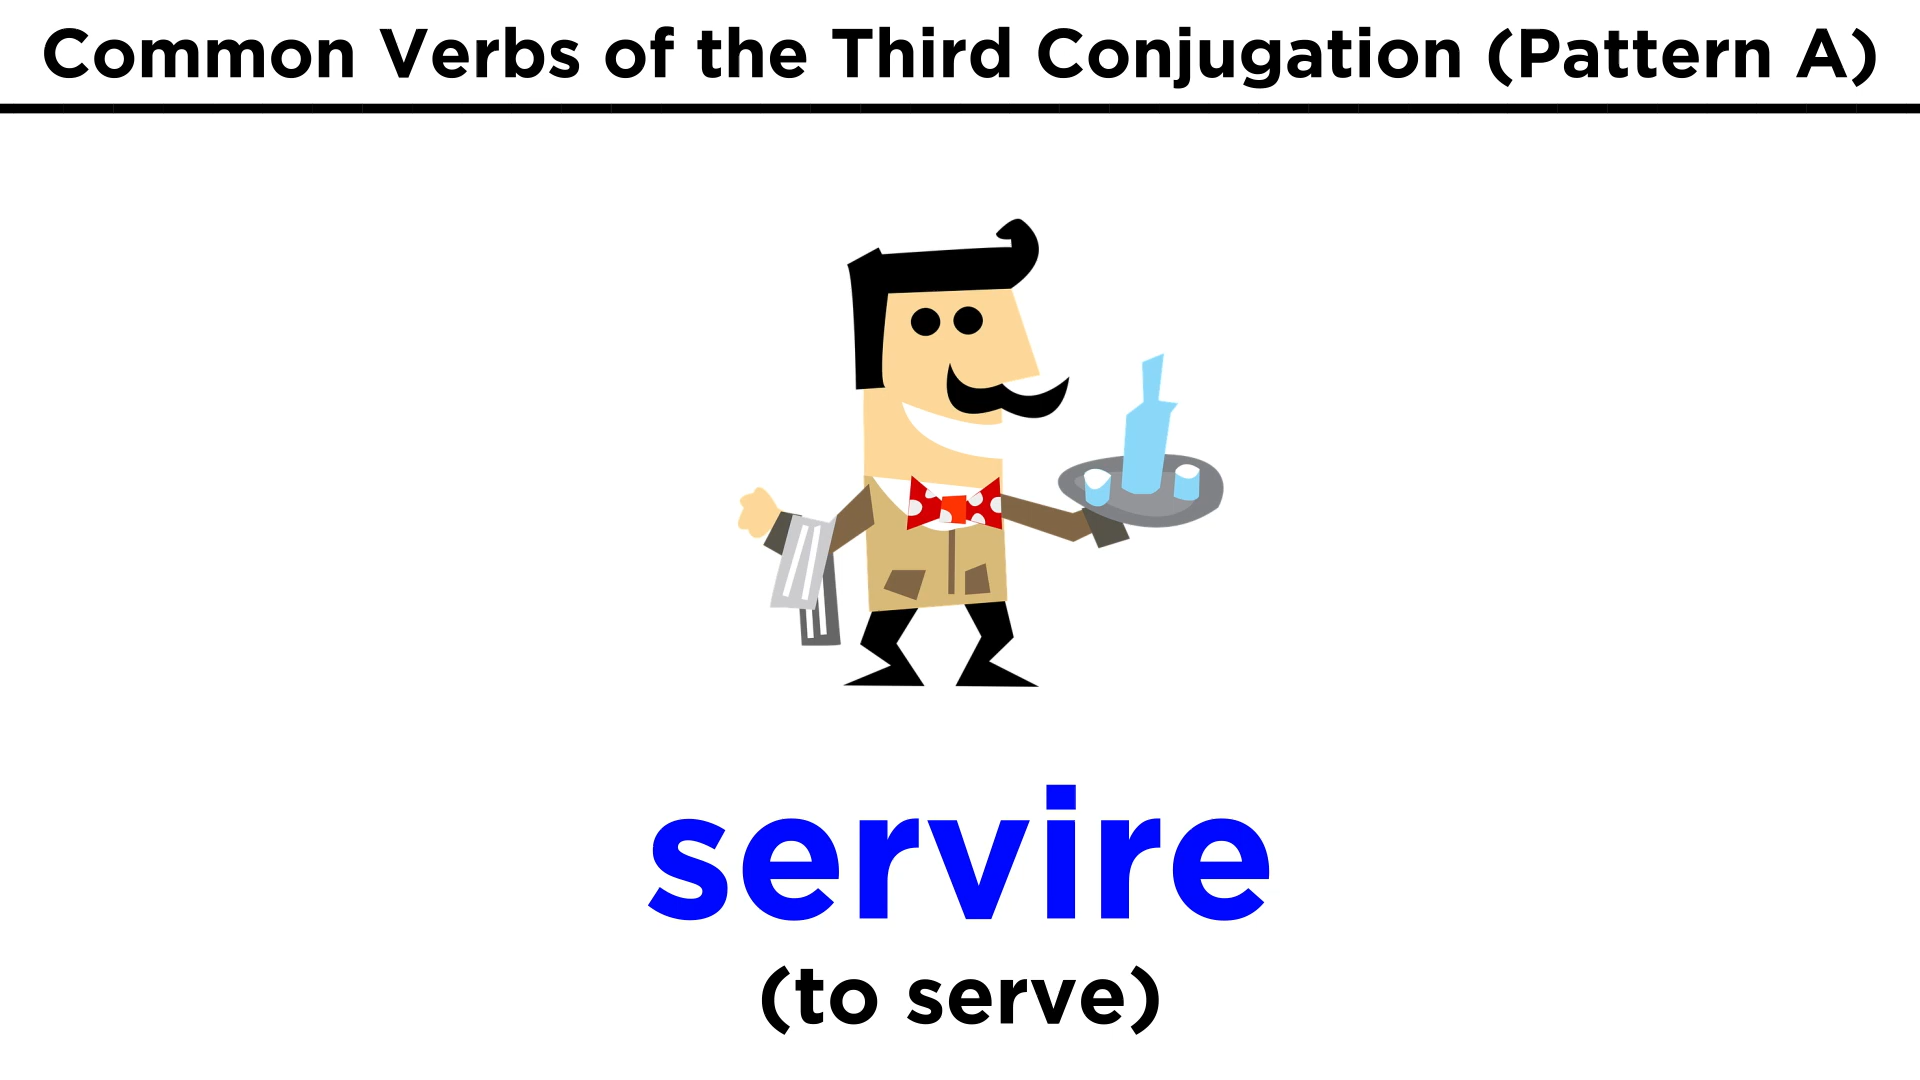 Common Verbs of the Third Conjugation (Pattern A)
servire
(to serve)